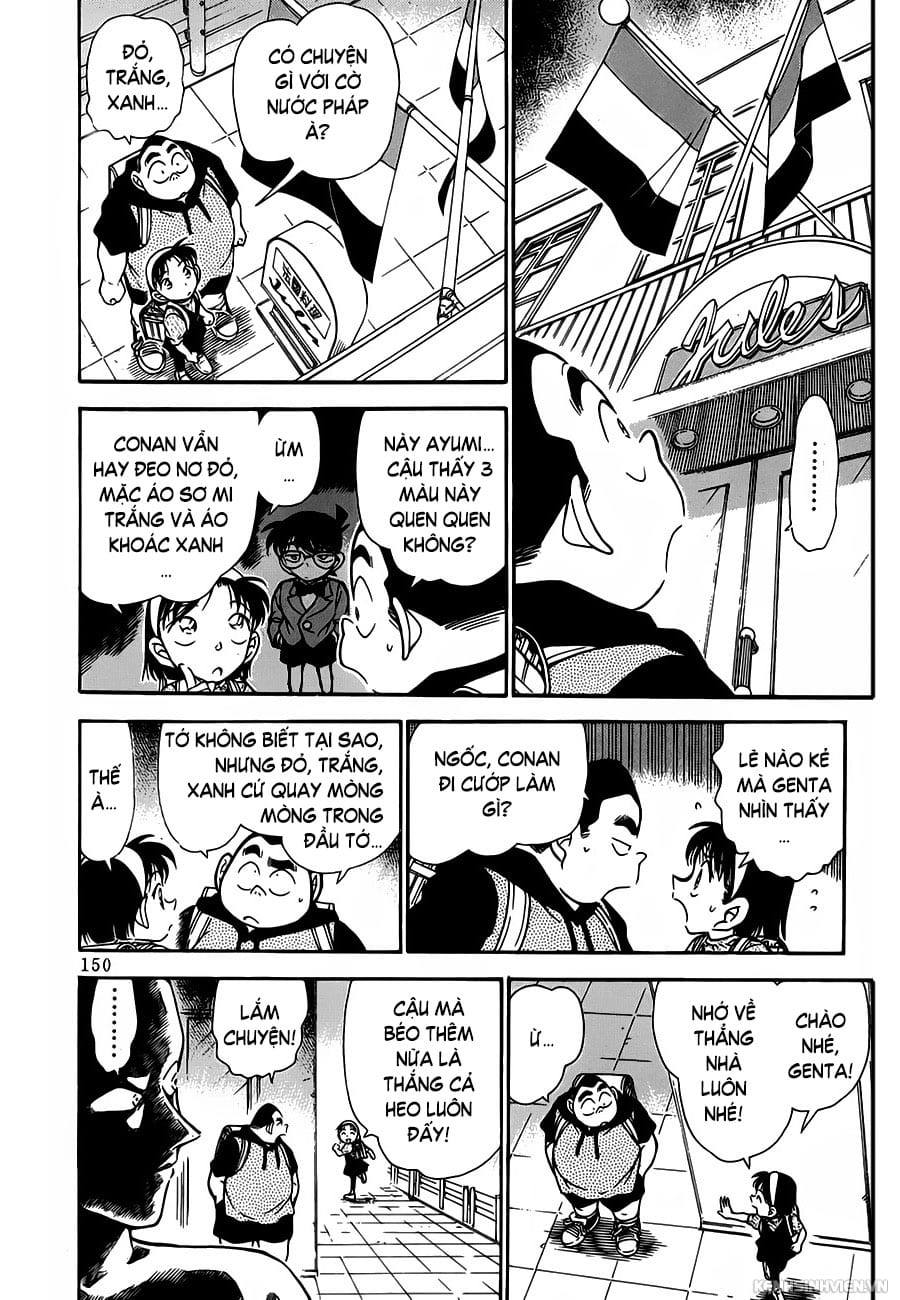 Jules
........
CÓ CHUYỆN
GÌ VỚI CỜ
NƯỚC PHÁP
À?
ĐỎ,
TRẮNG,
XANH...
NÀY AYUMI...
CẬU THẤY 3
MÀU NÀY
QUEN QUEN
KHÔNG?
ỪM
...
CONAN VẪN
HAY ĐEO NƠ ĐỎ,
MẶC ÁO SƠ MI
TRẮNG VÀ ÁO
KHOÁC XANH
...
LẼ NÀO KẺ
MÀ GENTA
NHÌN THẤY
...
NGỐC, CONAN
ĐI CƯỚP LÀM
GÌ?
TỚ KHÔNG BIẾT TẠI SAO,
NHƯNG ĐỎ, TRẮNG,
XANH CỨ QUAY MÒNG
MÒNG TRONG
ĐẦU TỚ...
THẾ
À...
150
CHÀO
NHÉ,
GENTA!
NHỚ VỀ
THẲNG
NHÀ
LUÔN
NHÉ!
Ừ...
CẬU MÀ
BÉO THÊM
NỮA LÀ
THẮNG CẢ
HEO LUÔN
ĐẤY!
LẮM
CHUYỆN!
........
KENHSINHVIEN.VN